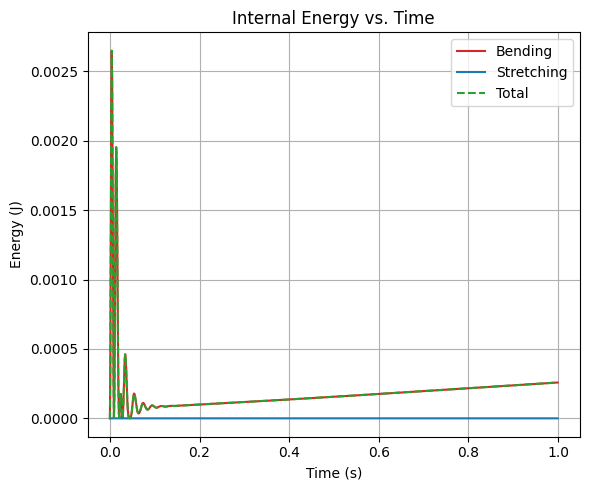 Internal Energy vs. Time
Bending
Stretching
Total
Energy (J)
0.0025
0.0020
0.0015
0.0010
0.0005
0.0000
0.0
0.2
0.4
0.6
0.8
1.0
Time (s)